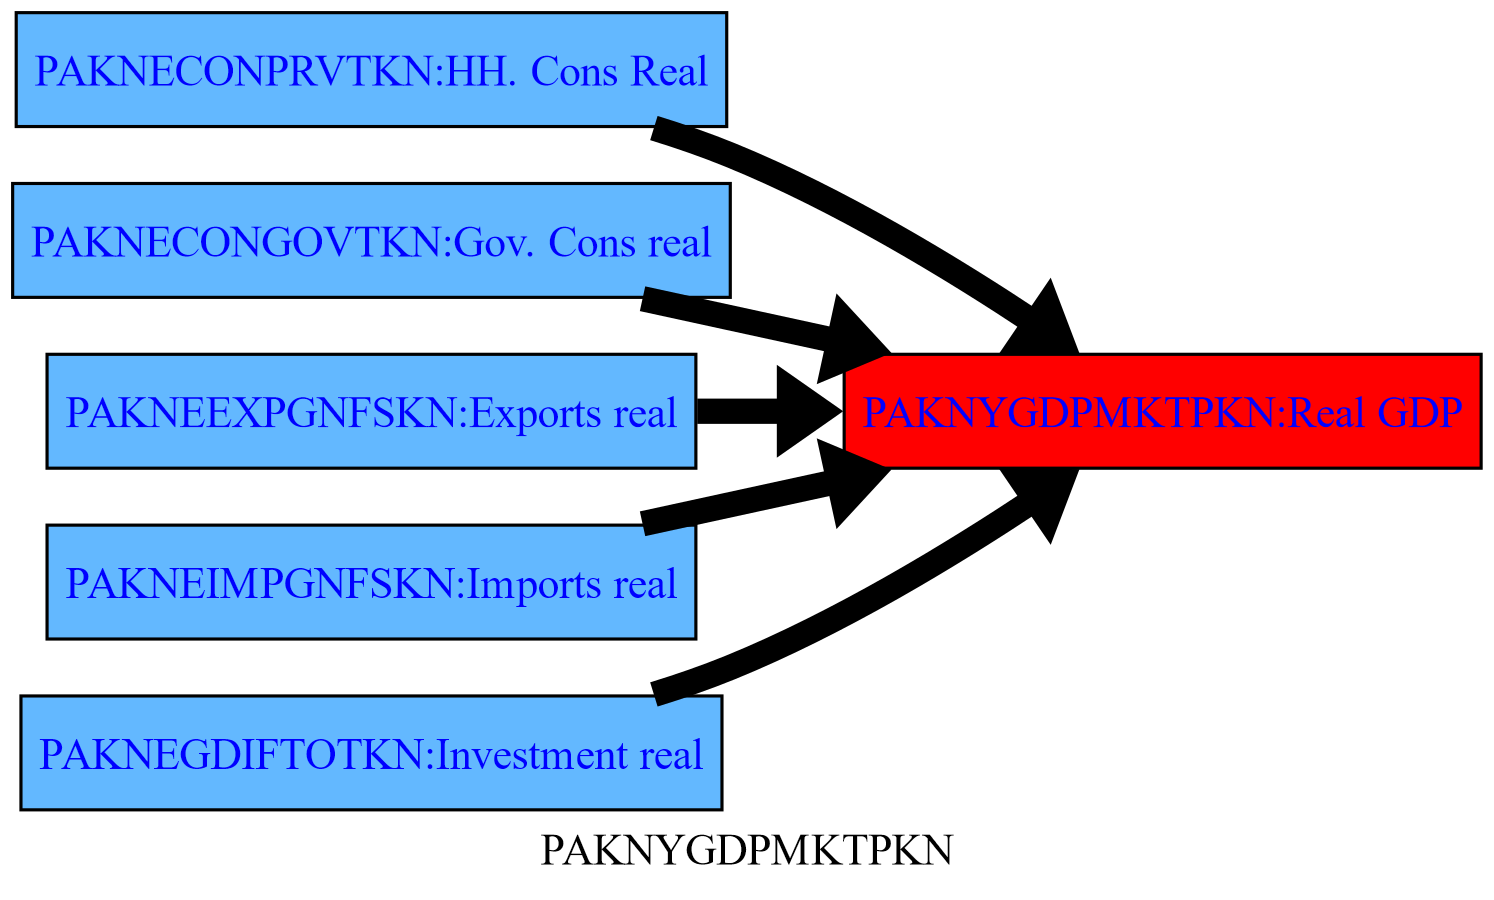 PAKNECONPRVTKN:HH. Cons Real
PAKNECONGOVTKN:Gov. Cons real
PAKNEEXPGNFSKN:Exports real
PAKNYGDPMKTPKN:Real GDP
PAKNEIMPGNFSKN:Imports real
PAKNEGDIFTOTKN:Investment real
PAKNYGDPMKTPKN